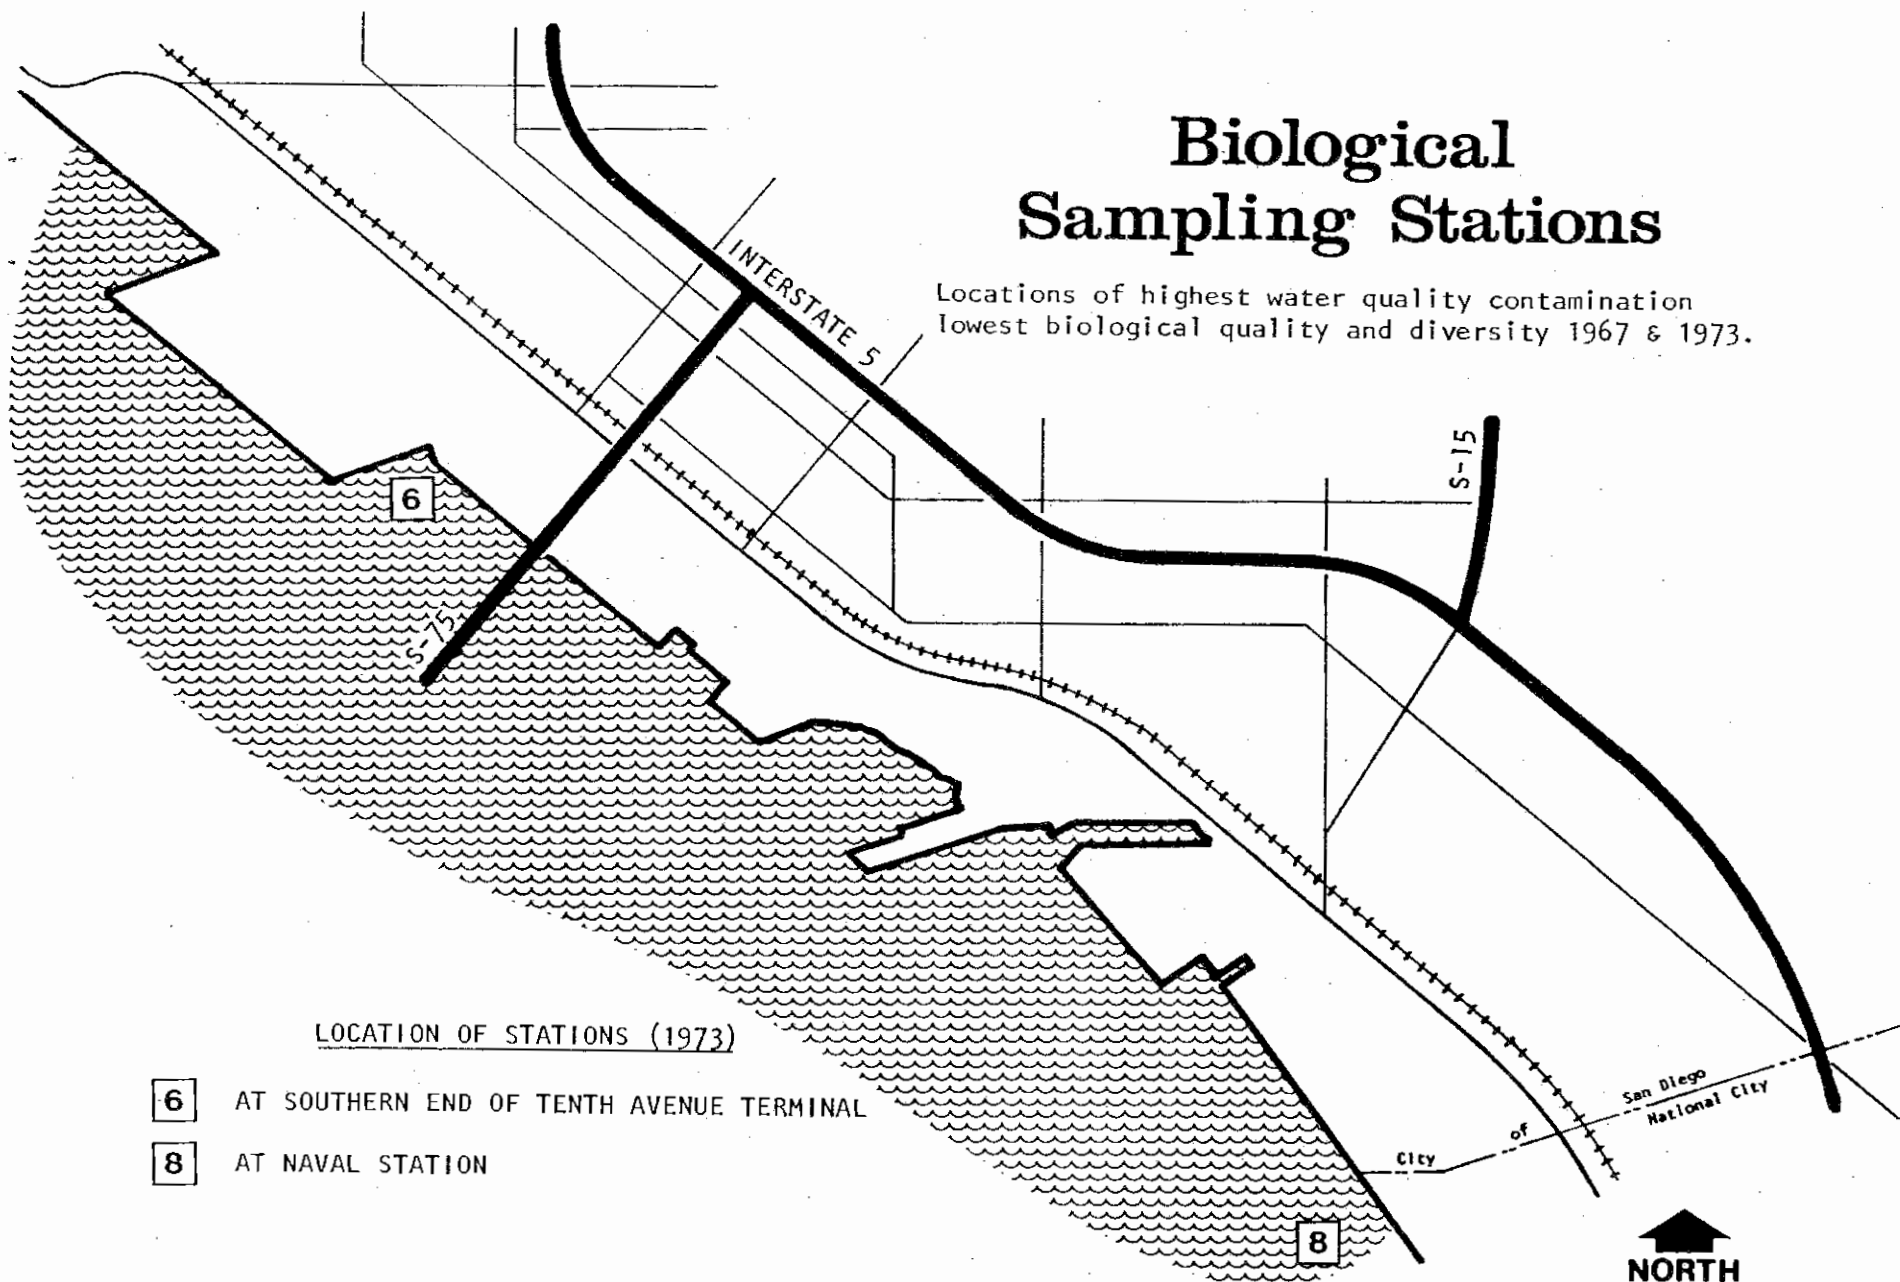 Biological
Sampling Stations
Locations of highest water quality contamination
lowest biological quality and diversity 1967 & 1973.
INTERSTATE 5
S-15
6
S-75
LOCATION OF STATIONS (1973)
6 AT SOUTHERN END OF TENTH AVENUE TERMINAL
8 AT NAVAL STATION
San Diego
City of
National City
8
NORTH